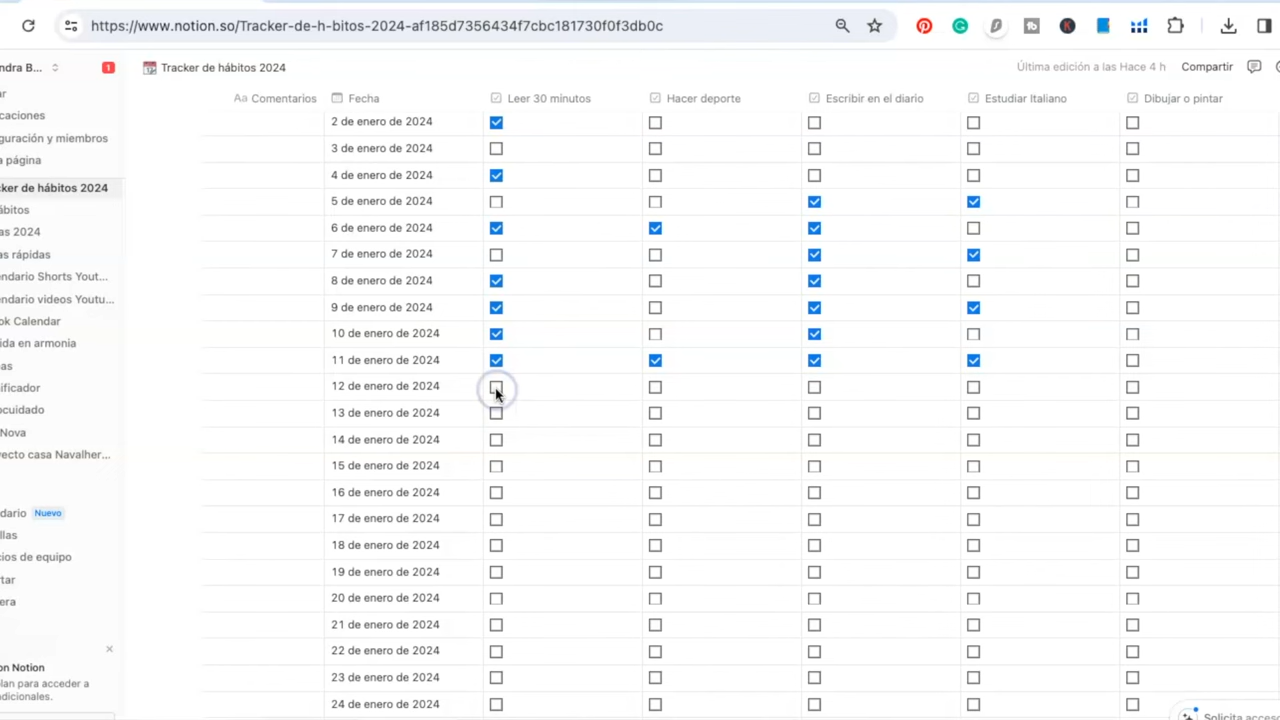 https://www.notion.so/Tracker-de-h-bitos-2024-af185d7356434f7cbc181730f0f3db0c
ndra B...
1
Tracker de hábitos 2024
Última edición a las Hace 4 h
Compartir
ar
caciones
guración y miembros
a página
cker de hábitos 2024
ábitos
as 2024
as rápidas
endario Shorts Yout...
endario videos Youtu...
ok Calendar
ida en armonia
eas
nificador
ocuidado
Nova
yecto casa Navalher...
dario Nuevo
llas
cios de equipo
rtar
era
on Notion
plan para acceder a
dicionales.
Aa Comentarios
Fecha
Leer 30 minutos
Hacer deporte
Escribir en el diario
Estudiar Italiano
Dibujar o pintar
2 de enero de 2024
3 de enero de 2024
4 de enero de 2024
5 de enero de 2024
6 de enero de 2024
7 de enero de 2024
8 de enero de 2024
9 de enero de 2024
10 de enero de 2024
11 de enero de 2024
12 de enero de 2024
13 de enero de 2024
14 de enero de 2024
15 de enero de 2024
16 de enero de 2024
17 de enero de 2024
18 de enero de 2024
19 de enero de 2024
20 de enero de 2024
21 de enero de 2024
22 de enero de 2024
23 de enero de 2024
24 de enero de 2024
Solicita acceso